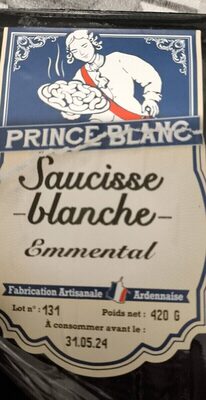 PRINCE BLANC
Saucisse
-blanche-
Emmental
Fabrication Artisanale Ardennaise
Lot n° : 131 Poids net : 420 G
À consommer avant le :
31.05.24